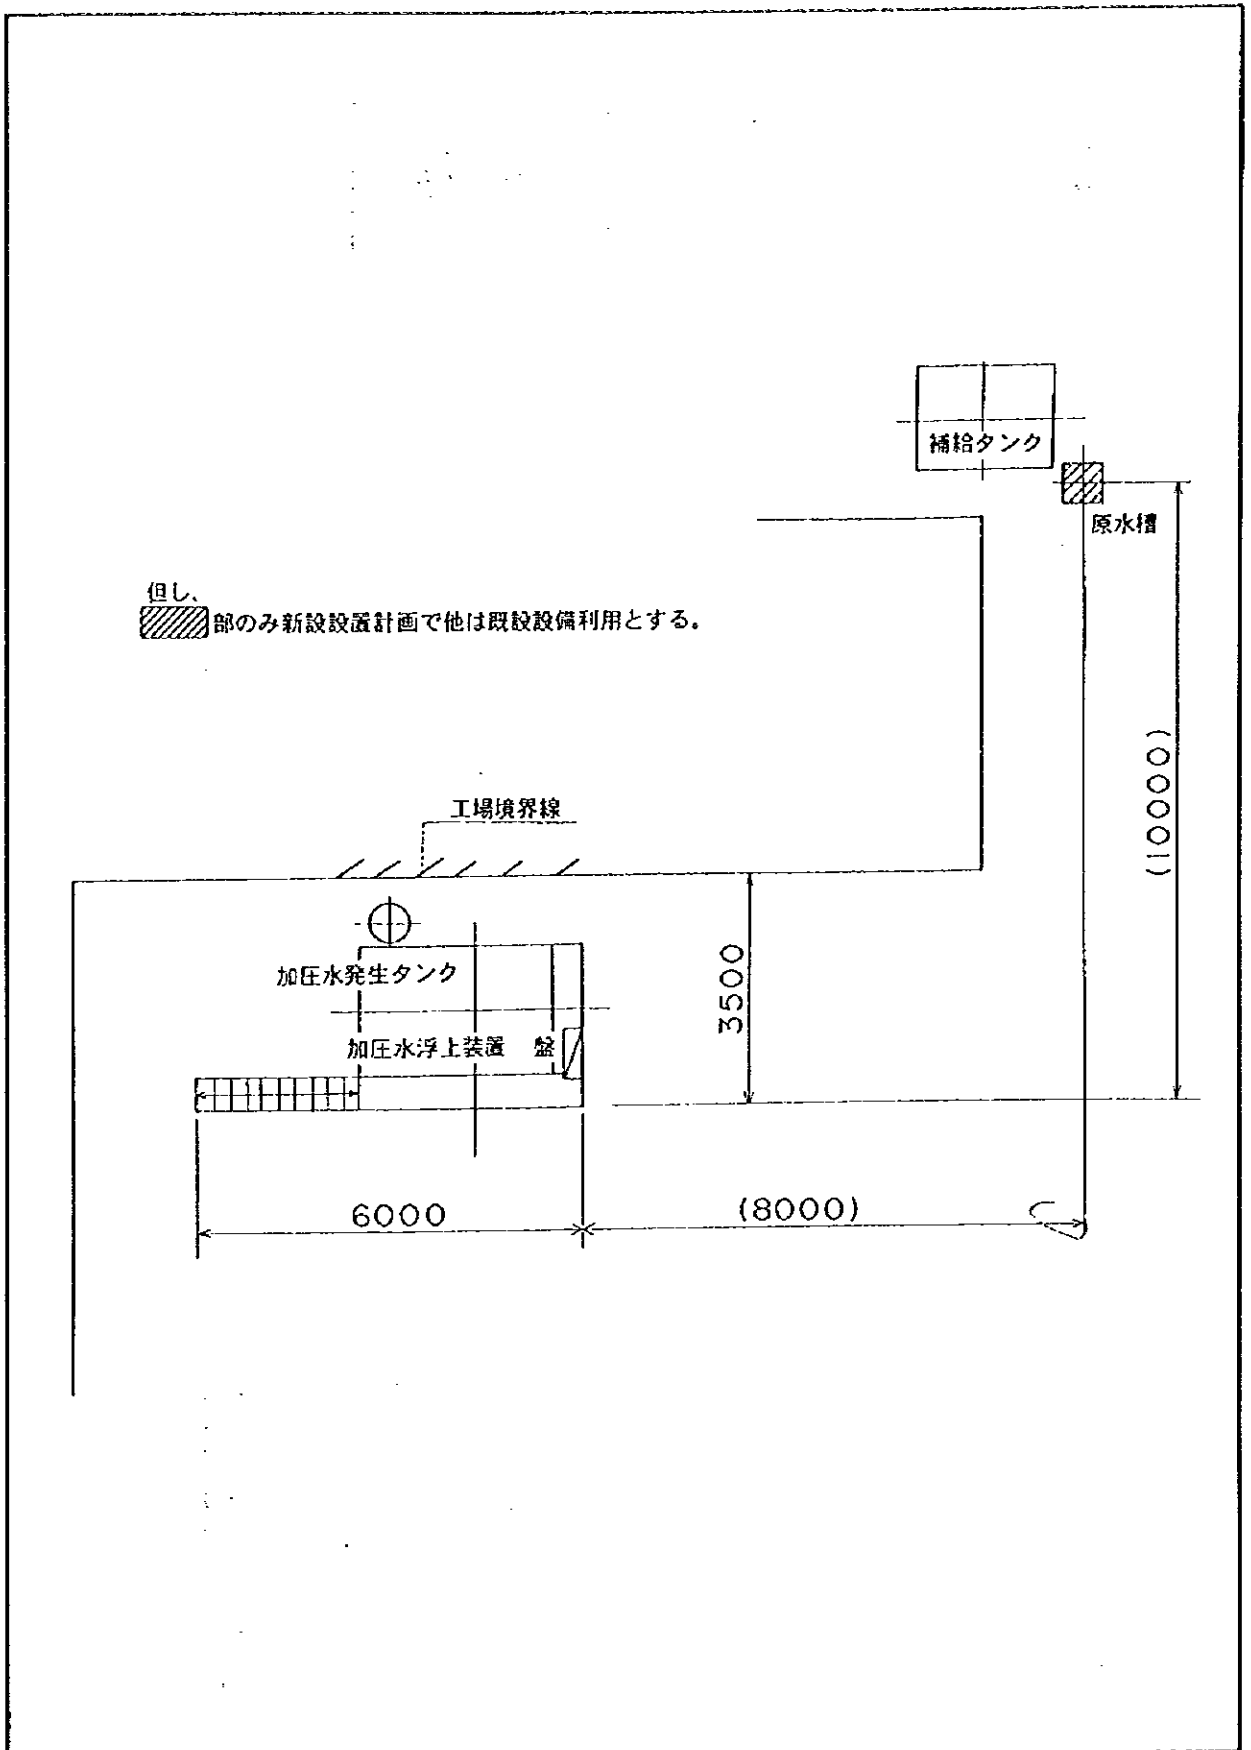 補給タンク
原水槽
但し、
部のみ新設設置計画で他は既設設備利用とする。
(10000)
工場境界線
3500
加圧水発生タンク
加圧水浮上装置 盤
6000
(8000)